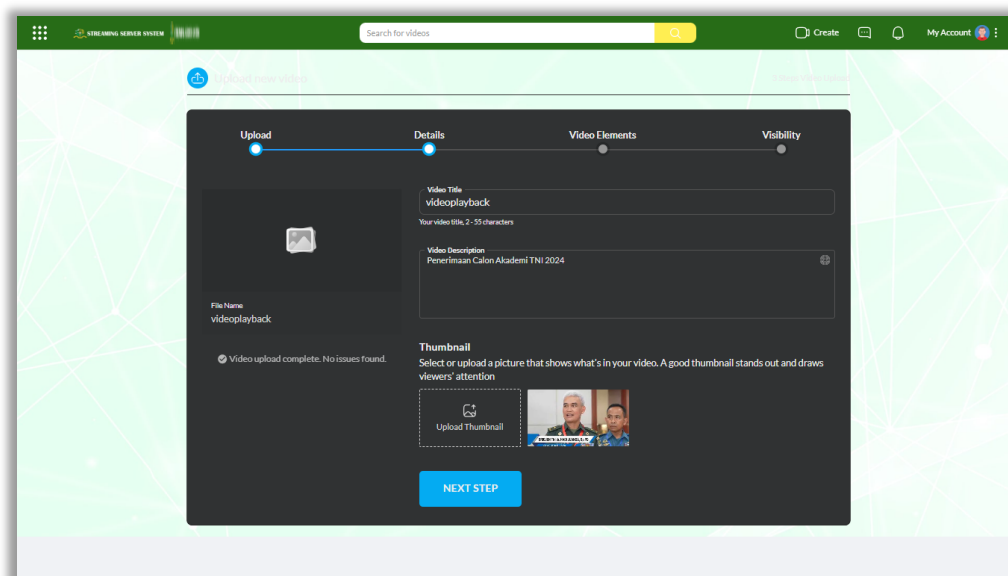 STREAMING SERVER SYSTEM
Search for videos
Create
My Account
Upload new video
Upload
Details
Video Elements
Visibility
Video Title
videoplayback
Your video title, 2 - 55 characters
Video Description
Penerimaan Calon Akademi TNI 2024
File Name
videoplayback
Video upload complete. No issues found.
Thumbnail
Select or upload a picture that shows what's in your video. A good thumbnail stands out and draws
viewers' attention
Upload Thumbnail
NEXT STEP